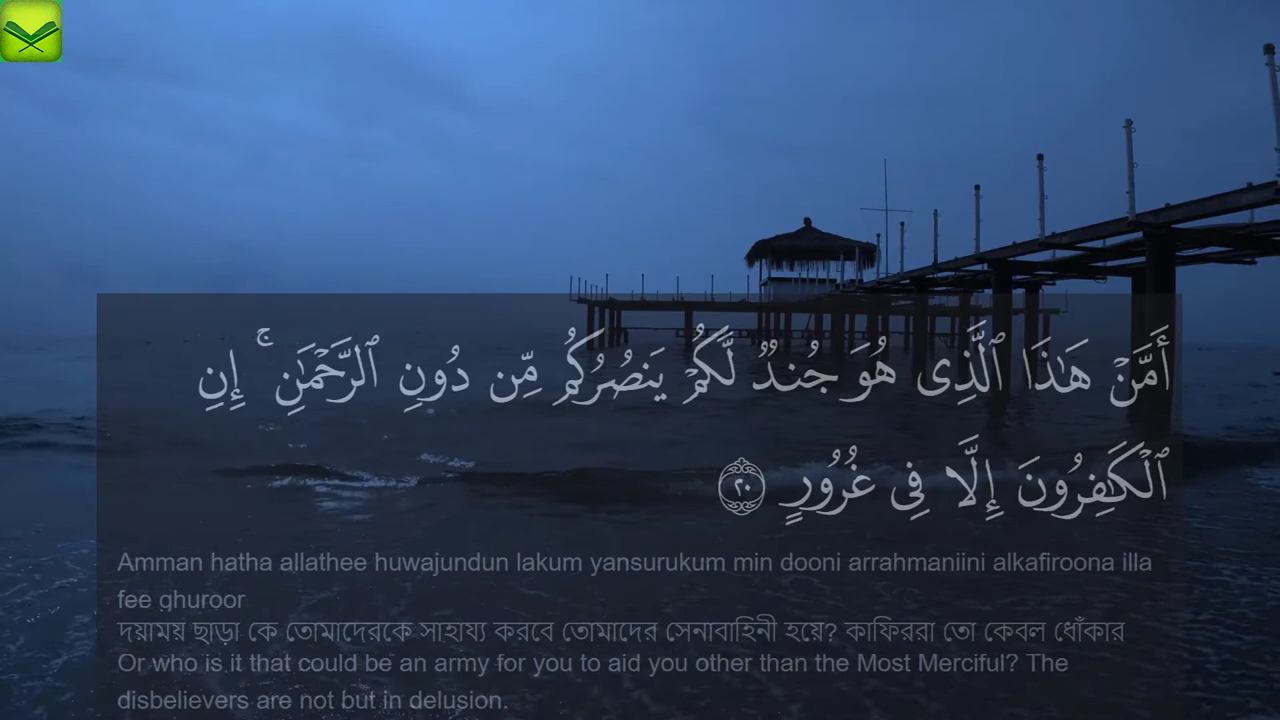 أَمَّنْ هَـٰذَا ٱلَّذِى هُوَ جُندٌ لَّكُمْ يَنصُرُكُم مِّن دُونِ ٱلرَّحْمَـٰنِ ۚ إِنِ
ٱلْكَـٰفِرُونَ إِلَّا فِى غُرُورٍ ٢٠
Amman hatha allathee huwajundun lakum yansurukum min dooni arrahmaniini alkafiroona illa
fee ghuroor
দয়াময় ছাড়া কে তোমাদেরকে সাহায্য করবে তোমাদের সেনাবাহিনী হয়ে? কাফিররা তো কেবল ধোঁকার
Or who is it that could be an army for you to aid you other than the Most Merciful? The
disbelievers are not but in delusion.